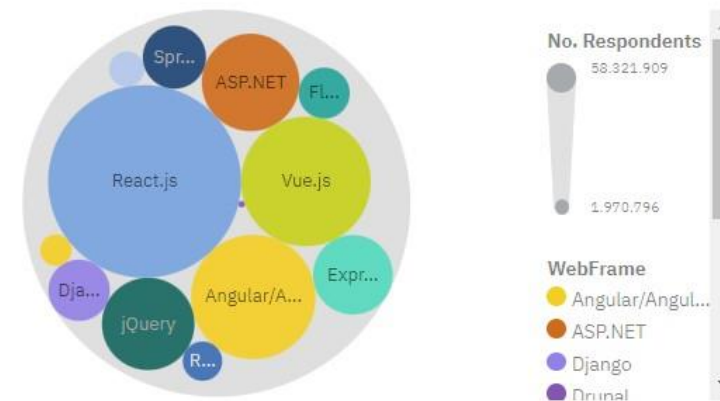 Spr...
ASP.NET
Fl...
React.js
Vue.js
Dja...
Angular/A...
Expr...
jQuery
R...
No. Respondents
58.321.909
1.970.796
WebFrame
Angular/Angul...
ASP.NET
Django
Drupal